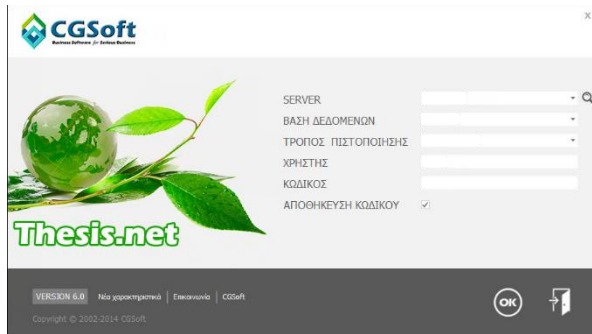 x
CGSoft
Business Software for Serious Business
SERVER
ΒΑΣΗ ΔΕΔΟΜΕΝΩΝ
ΤΡΟΠΟΣ ΠΙΣΤΟΠΟΙΗΣΗΣ
ΧΡΗΣΤΗΣ
ΚΩΔΙΚΟΣ
ΑΠΟΘΗΚΕΥΣΗ ΚΩΔΙΚΟΥ
Thesis.net
VERSION 6.0 Νέα χαρακτηριστικά | Επικοινωνία | CGSoft
OK
Copyright © 2002-2014 CGSoft